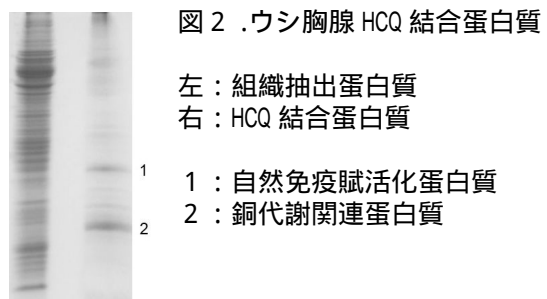 図２ .ウシ胸腺 HCQ 結合蛋白質
左：組織抽出蛋白質
右：HCQ 結合蛋白質
１：自然免疫賦活化蛋白質
２：銅代謝関連蛋白質
1
2